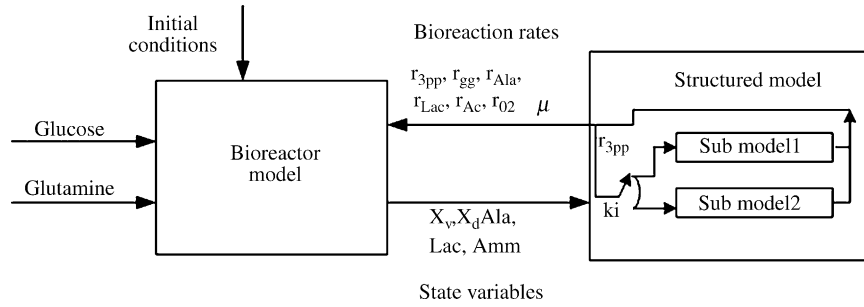 Initial
conditions
Bioreaction rates
r3pp, rgg, rAla,
rLac, rAc, r02 μ
Structured model
Glucose
Bioreactor
model
r3pp
Sub model1
Glutamine
Sub model2
ki
Xv,XdAla,
Lac, Amm
State variables